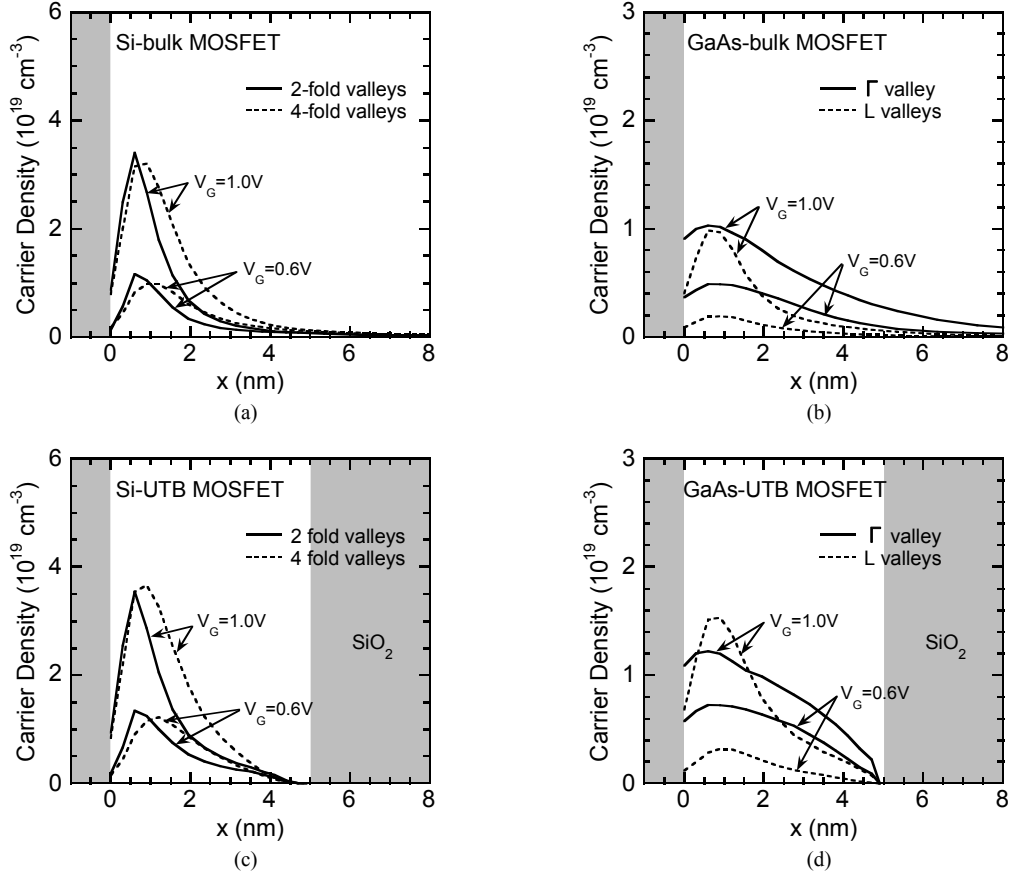 Si-bulk MOSFET
2-fold valleys
4-fold valleys
V_G=1.0V
V_G=0.6V
Carrier Density (10^19 cm^-3)
0 2 4 6
0 2 4 6 8
x (nm)
(a)
GaAs-bulk MOSFET
Γ valley
L valleys
V_G=1.0V
V_G=0.6V
Carrier Density (10^19 cm^-3)
0 1 2 3
0 2 4 6 8
x (nm)
(b)
Si-UTB MOSFET
2 fold valleys
4 fold valleys
V_G=1.0V
V_G=0.6V
SiO_2
Carrier Density (10^19 cm^-3)
0 2 4 6
0 2 4 6 8
x (nm)
(c)
GaAs-UTB MOSFET
Γ valley
L valleys
V_G=1.0V
V_G=0.6V
SiO_2
Carrier Density (10^19 cm^-3)
0 1 2 3
0 2 4 6 8
x (nm)
(d)